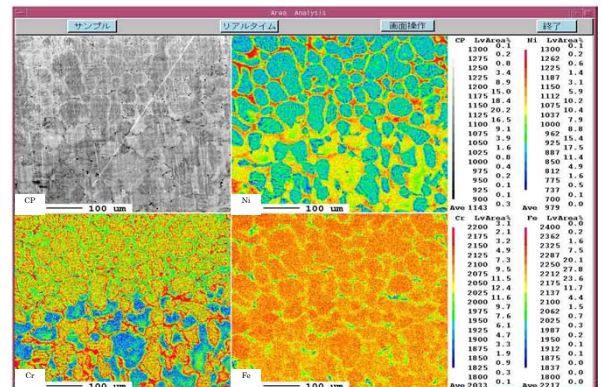 Area Analysis
サンプル リアルタイム 画面操作 終了
CP LvArea% Ni LvArea%
1300 0.1 1300 0.1
1275 0.2 1262 0.2
1250 0.8 1225 0.6
1225 3.4 1187 1.4
1200 8.9 1150 3.1
1175 15.0 1112 5.9
1150 18.4 1075 10.2
1125 20.2 1037 10.4
1100 16.5 1000 7.9
1075 9.1 962 8.8
1050 3.9 925 15.4
1025 1.6 887 17.5
1000 0.8 850 11.4
975 0.4 812 4.9
950 0.2 775 1.6
925 0.1 737 0.5
900 0.1 700 0.1
Ave 1143 0.3 Ave 979 0.0
CP 100 um Ni 100 um
Cr LvArea% Fe LvArea%
2200 3.1 2400 0.0
2175 2.1 2362 0.2
2150 3.2 2325 1.6
2125 4.9 2287 7.5
2100 7.3 2250 20.1
2075 9.5 2212 27.8
2050 11.5 2175 23.6
2025 12.4 2137 11.7
2000 11.6 2100 4.4
1975 9.7 2062 1.5
1950 7.6 2025 0.7
1925 6.1 1987 0.3
1900 4.7 1950 0.2
1875 3.3 1912 0.1
1850 1.9 1875 0.1
1825 0.9 1837 0.0
1800 0.3 1800 0.0
Ave 2033 0.1 Ave 2217 0.0
Cr 100 um Fe 100 um